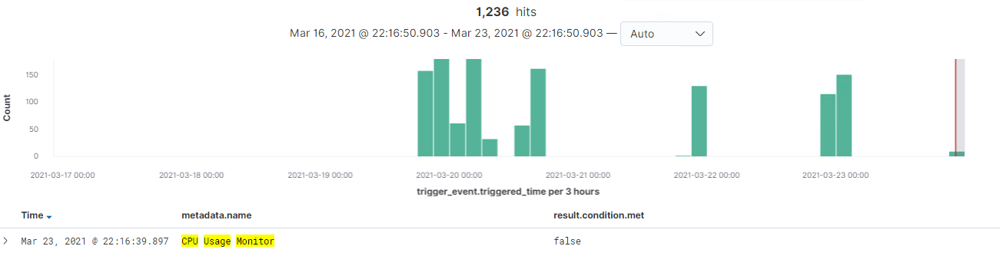 1,236 hits
Mar 16, 2021 @ 22:16:50.903 - Mar 23, 2021 @ 22:16:50.903 — Auto
150
100
50
0
Count
2021-03-17 00:00 2021-03-18 00:00 2021-03-19 00:00 2021-03-20 00:00 2021-03-21 00:00 2021-03-22 00:00 2021-03-23 00:00
trigger_event.triggered_time per 3 hours
Time metadata.name result.condition.met
Mar 23, 2021 @ 22:16:39.897 CPU Usage Monitor false